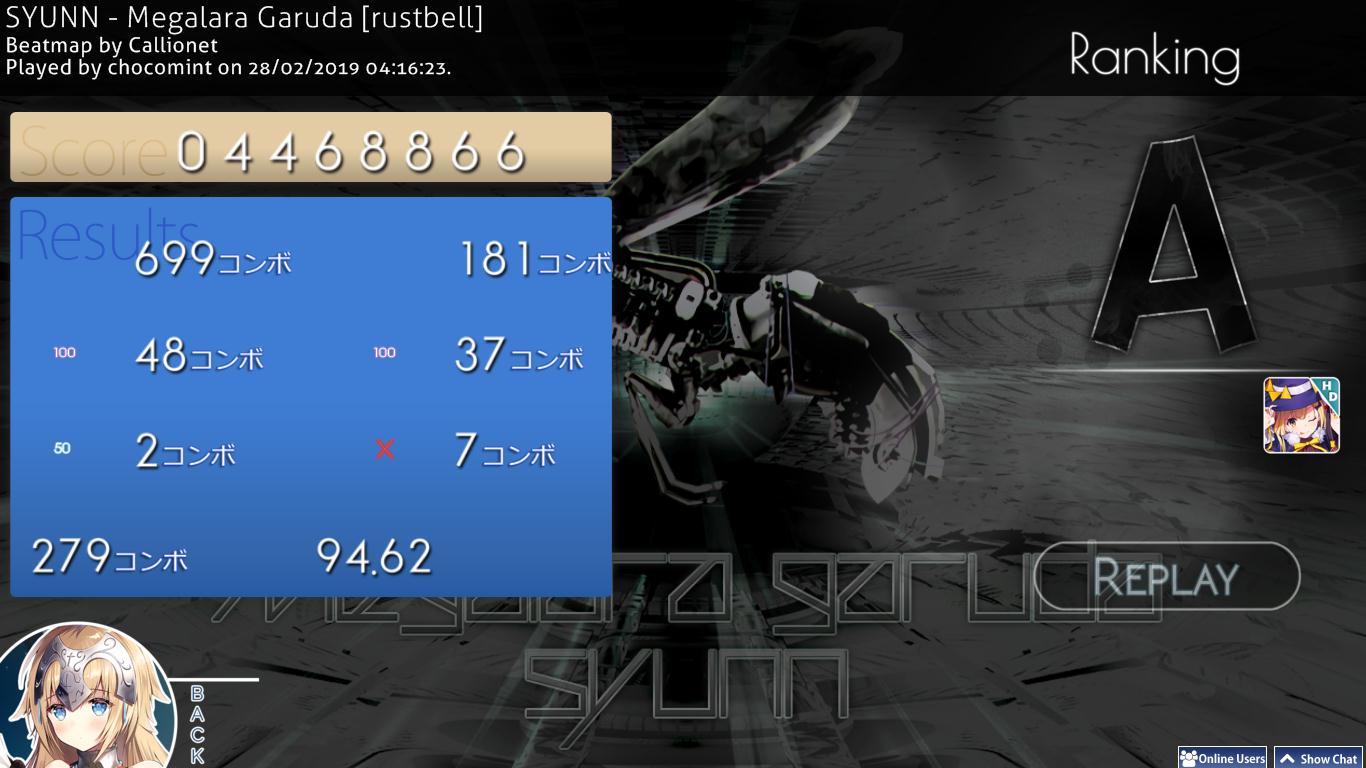 SYUNN - Megalara Garuda [rustbell]
Beatmap by Callionet
Played by chocomint on 28/02/2019 04:16:23.
Ranking
Score 04468866
Results
699コンボ 181コンボ
100 48コンボ 100 37コンボ
50 2コンボ X 7コンボ
279コンボ 94.62
A
HD
REPLAY
Megalara garuda
syunn
BACK
Online Users Show Chat